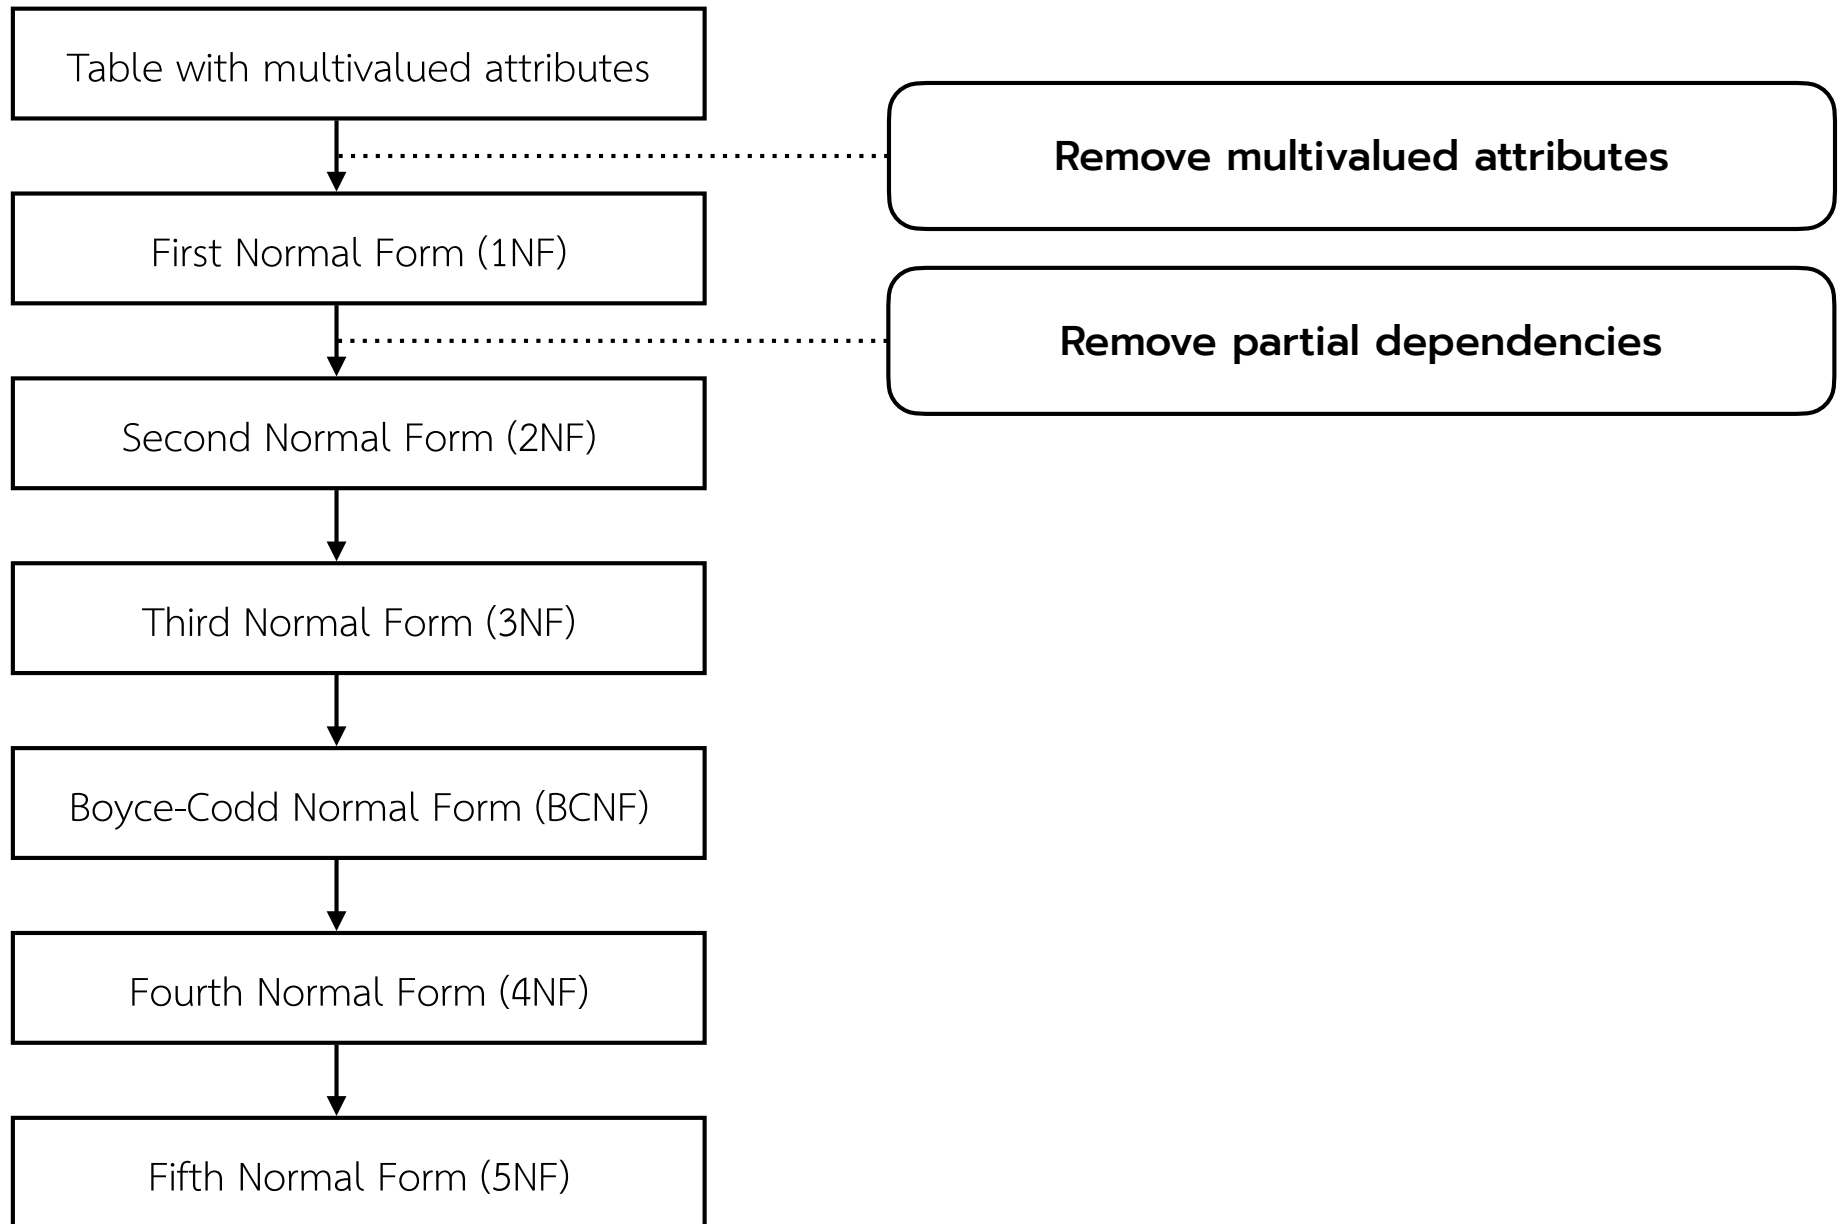 Table with multivalued attributes
Remove multivalued attributes
First Normal Form (1NF)
Remove partial dependencies
Second Normal Form (2NF)
Third Normal Form (3NF)
Boyce-Codd Normal Form (BCNF)
Fourth Normal Form (4NF)
Fifth Normal Form (5NF)